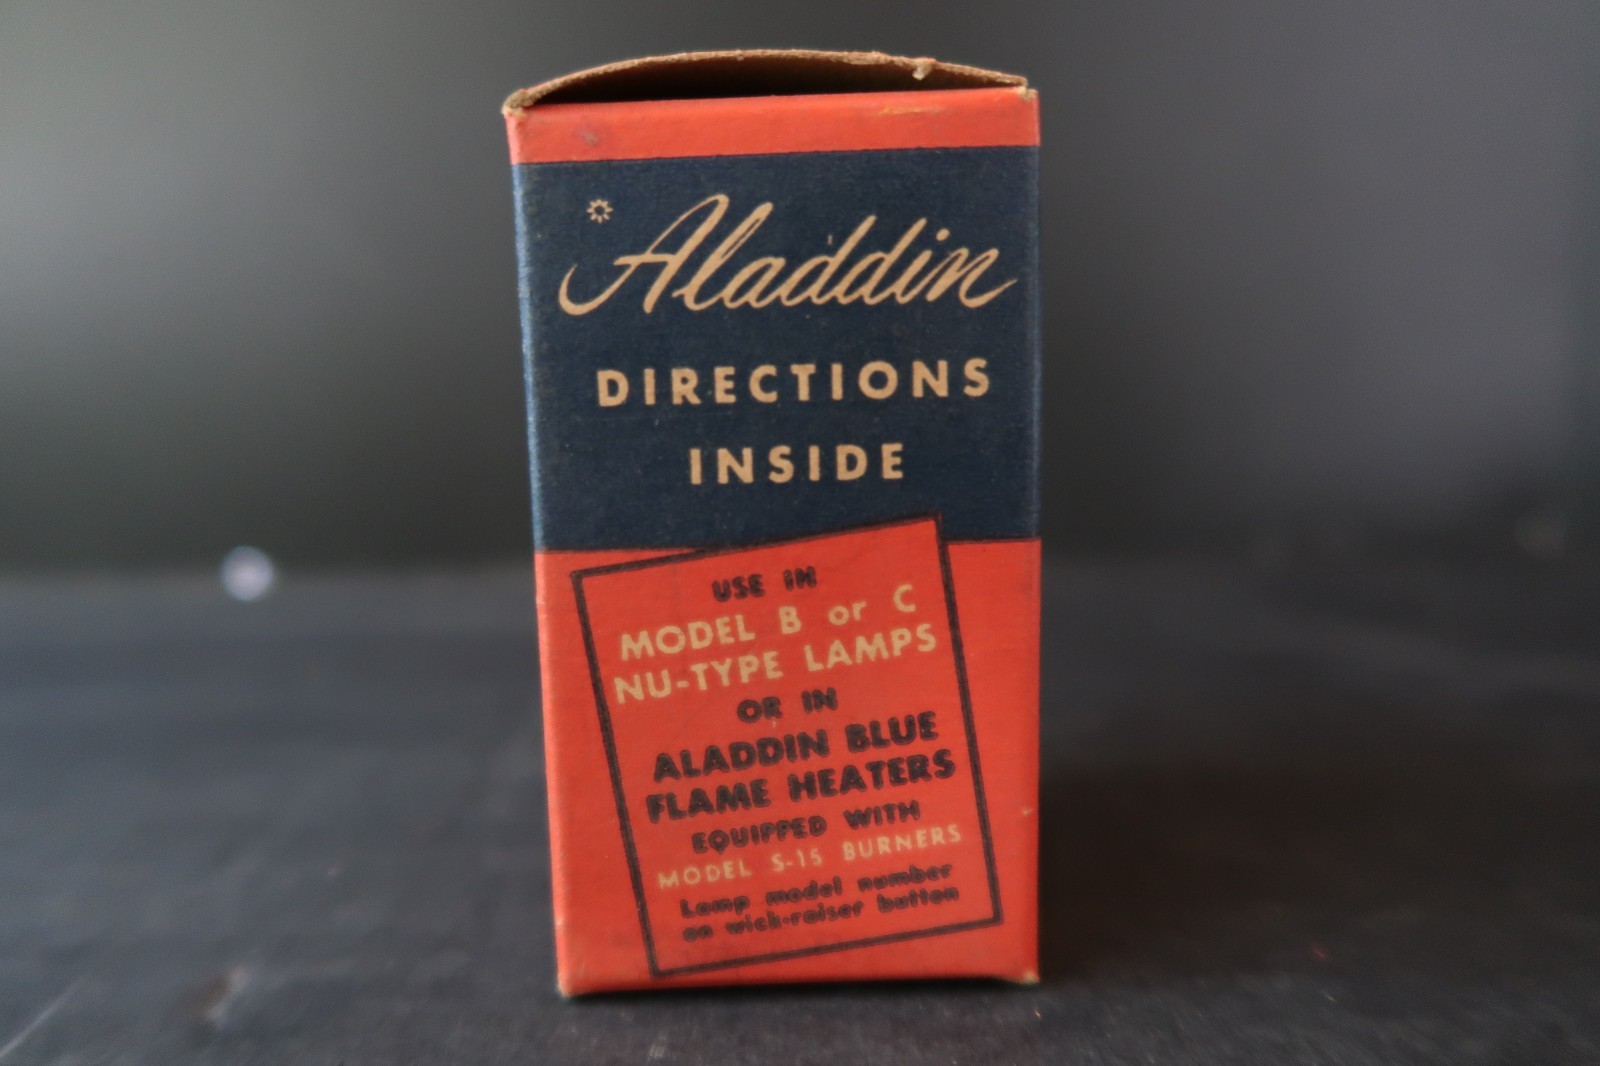 Aladdin
DIRECTIONS
INSIDE
USE IN
MODEL B or C
NU-TYPE LAMPS
OR IN
ALADDIN BLUE
FLAME HEATERS
EQUIPPED WITH
MODEL S-15 BURNERS
Lamp model number
on wick-raiser button